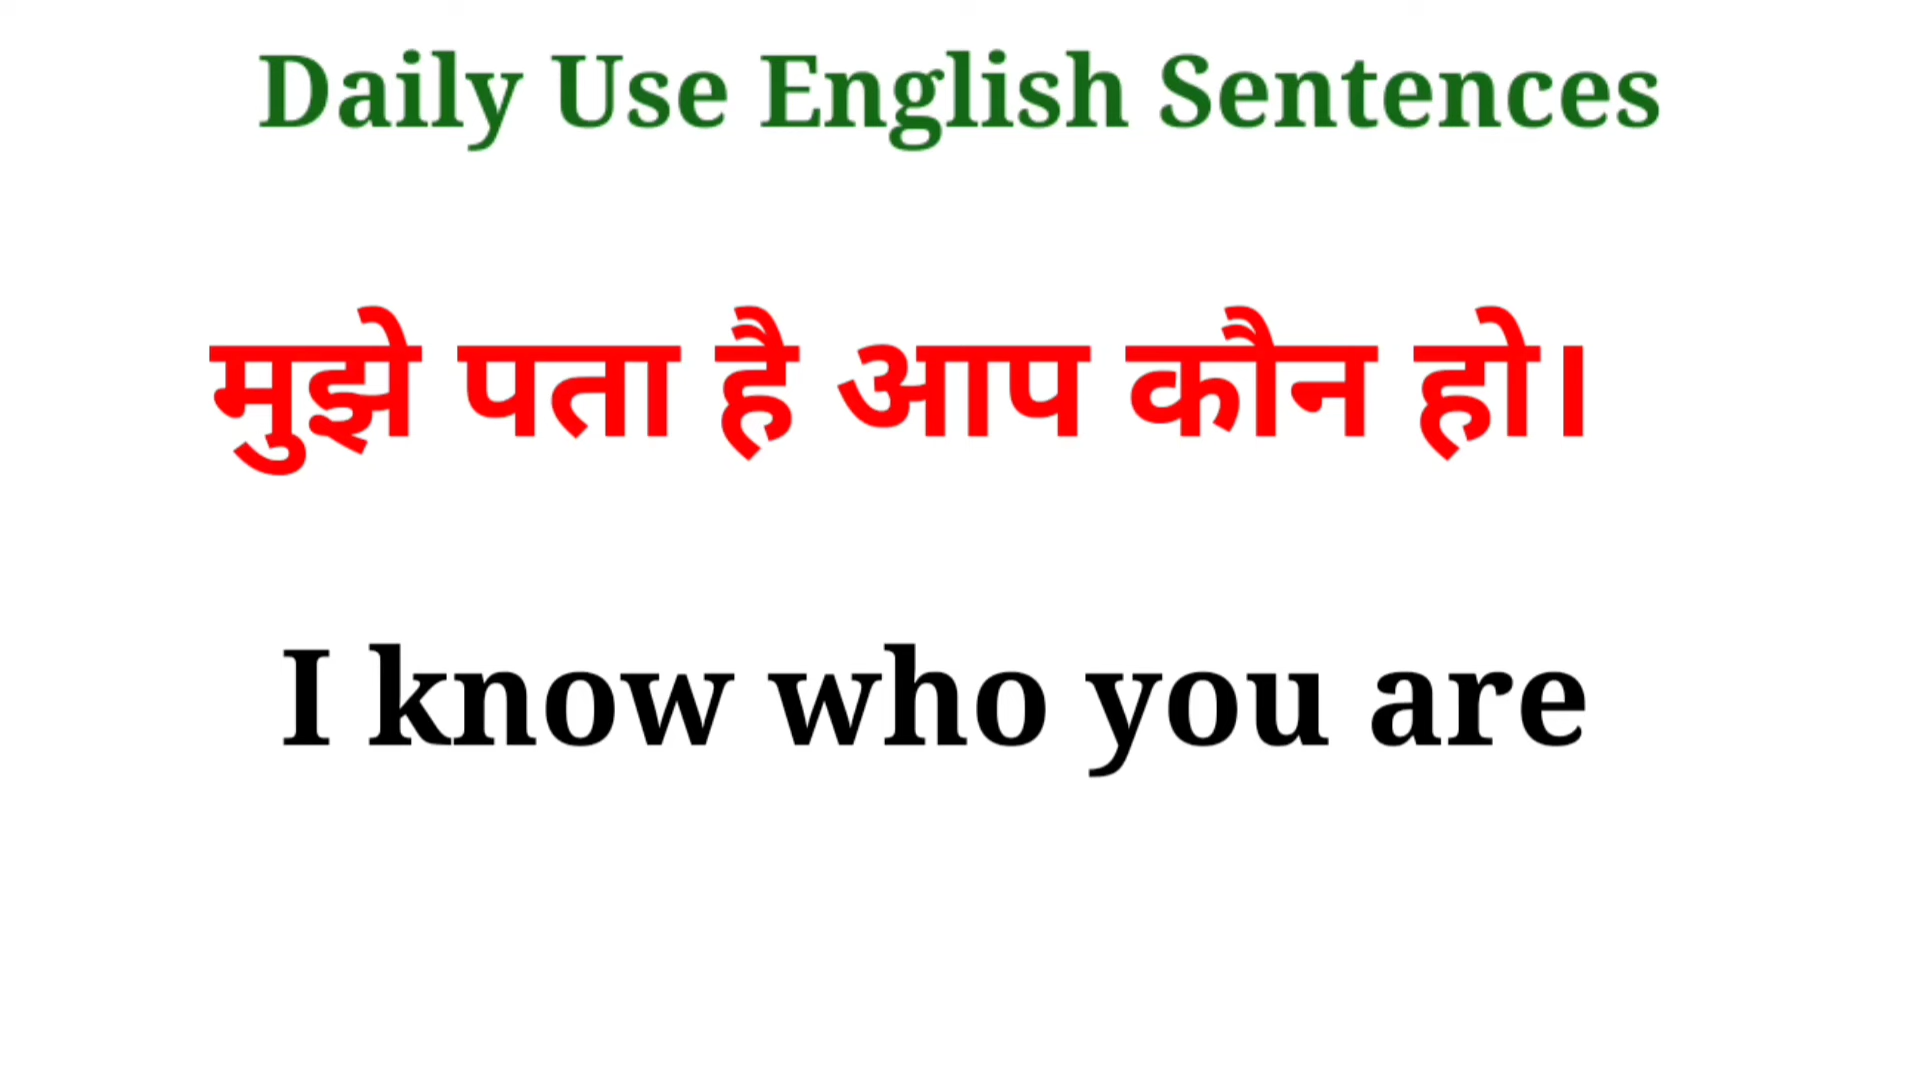 Daily Use English Sentences
मुझे पता है आप कौन हो।
I know who you are